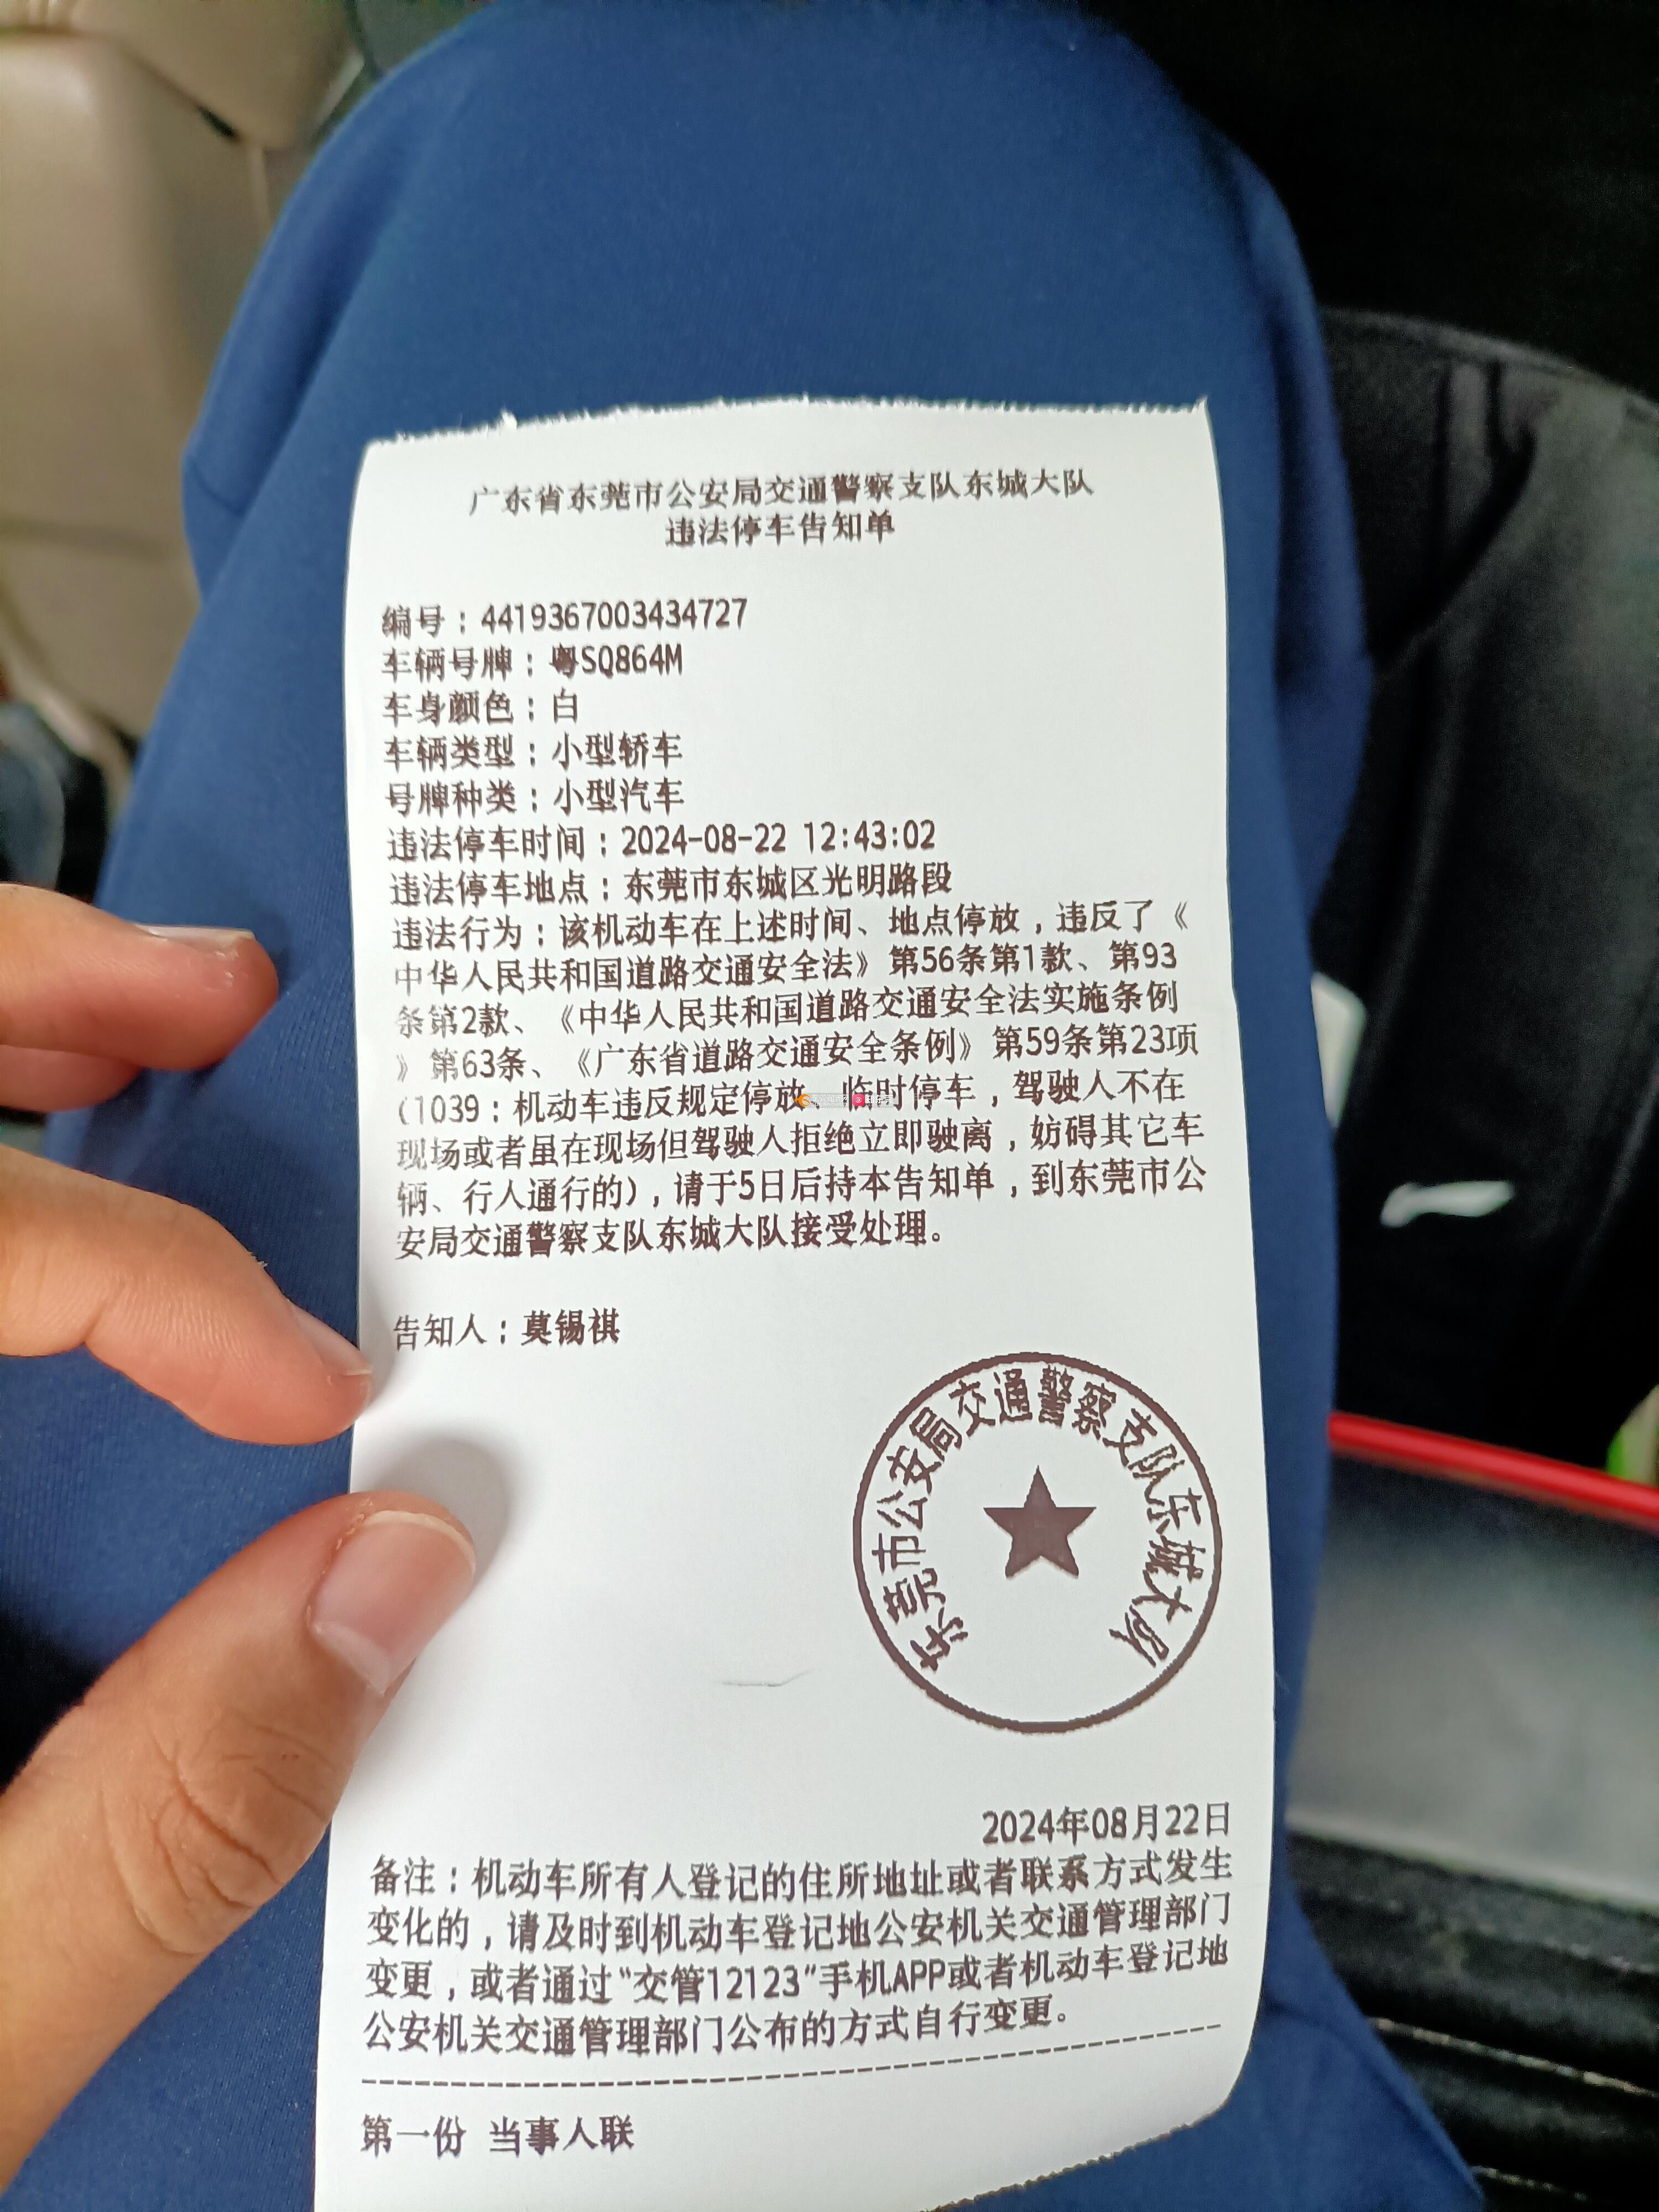 广东省东莞市公安局交通警察支队东城大队
违法停车告知单
编号：4419367003434727
车辆号牌：粤SQ864M
车身颜色：白
车辆类型：小型轿车
号牌种类：小型汽车
违法停车时间：2024-08-22 12:43:02
违法停车地点：东莞市东城区光明路段
违法行为：该机动车在上述时间、地点停放，违反了《
中华人民共和国道路交通安全法》第56条第1款、第93
条第2款、《中华人民共和国道路交通安全法实施条例
》第63条、《广东省道路交通安全条例》第59条第23项
(1039：机动车违反规定停放、临时停车，驾驶人不在
现场或者虽在现场但驾驶人拒绝立即驶离，妨碍其它车
辆、行人通行的)，请于5日后持本告知单，到东莞市公
安局交通警察支队东城大队接受处理。
告知人：莫锡祺
东莞市公安局交通警察支队东城大队
2024年08月22日
备注：机动车所有人登记的住所地址或者联系方式发生
变化的，请及时到机动车登记地公安机关交通管理部门
变更，或者通过“交管12123”手机APP或者机动车登记地
公安机关交通管理部门公布的方式自行变更。
第一份 当事人联